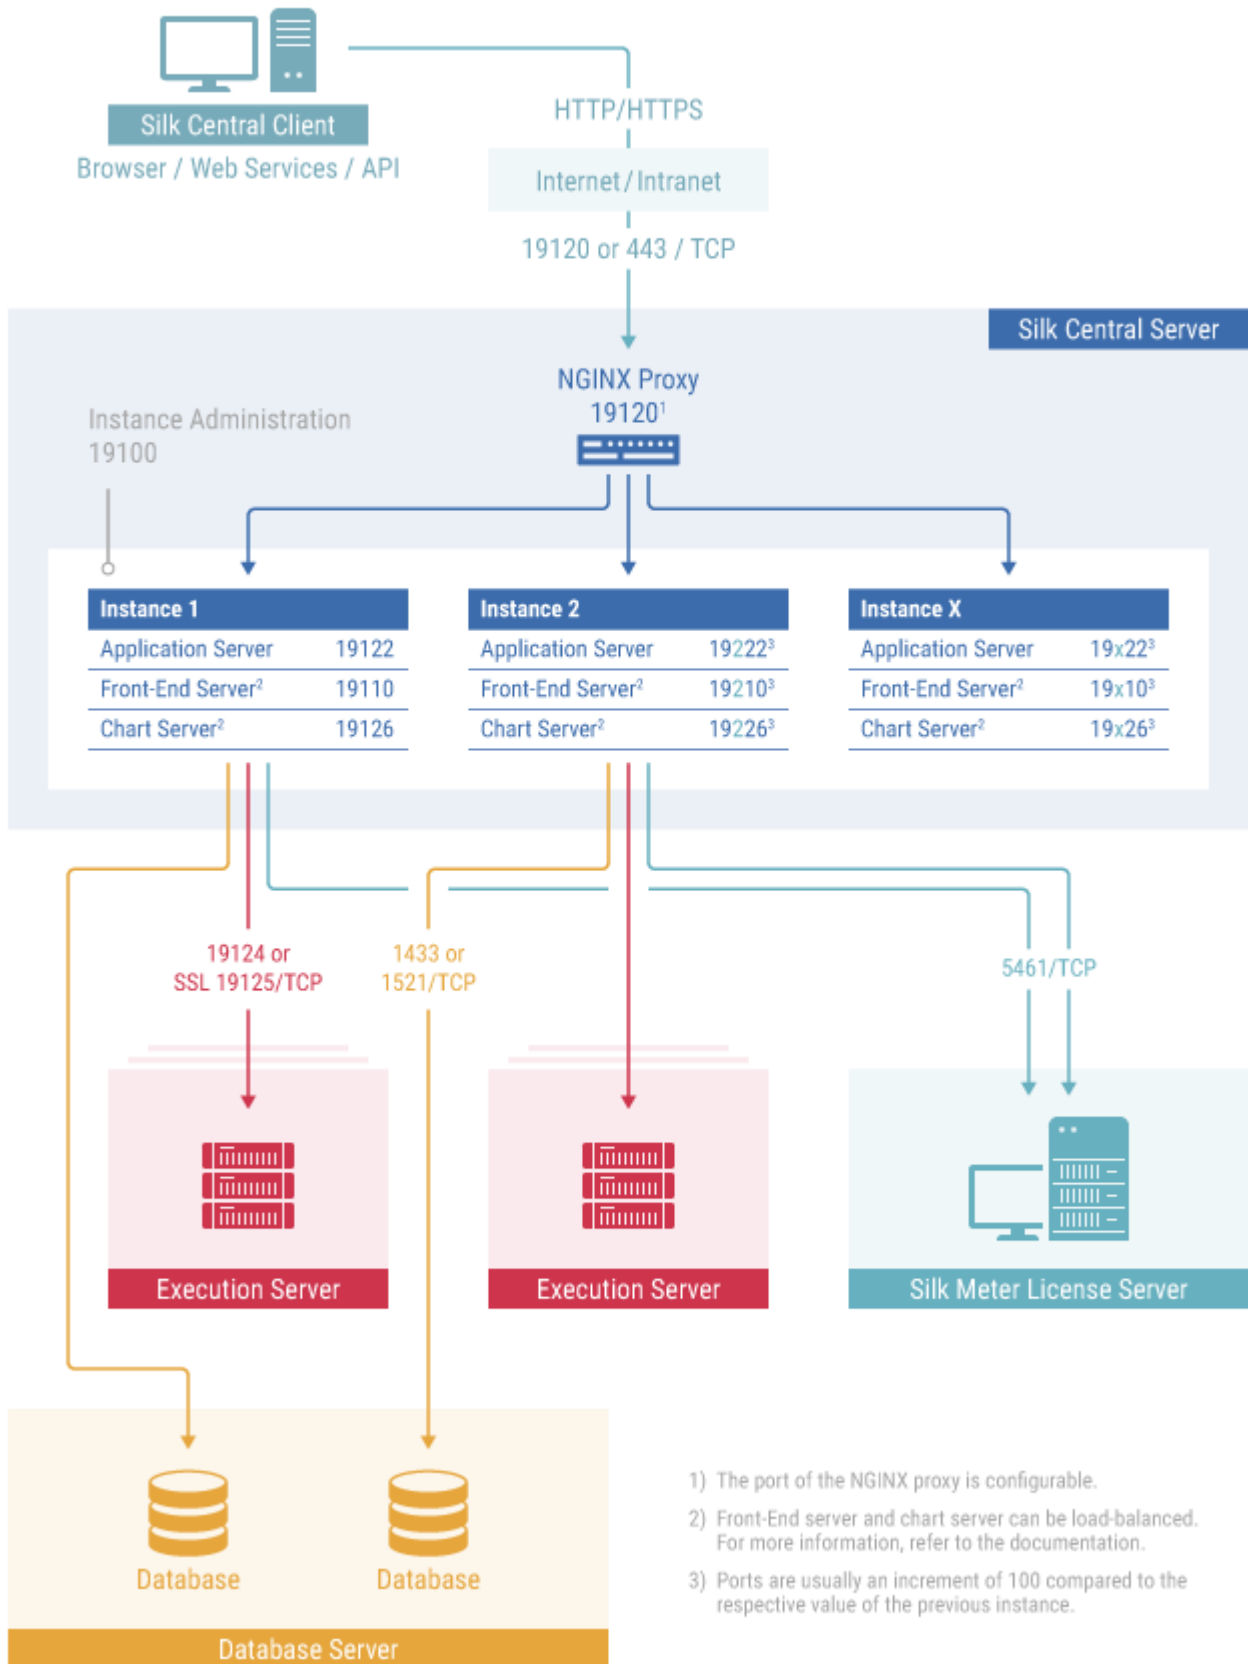 Silk Central Client
Browser / Web Services / API
HTTP/HTTPS
Internet/Intranet
19120 or 443 / TCP
Silk Central Server
NGINX Proxy
19120¹
Instance Administration
19100
Instance 1
Application Server 19122
Front-End Server² 19110
Chart Server² 19126
Instance 2
Application Server 19222³
Front-End Server² 19210³
Chart Server² 19226³
Instance X
Application Server 19x22³
Front-End Server² 19x10³
Chart Server² 19x26³
19124 or
SSL 19125/TCP
1433 or
1521/TCP
5461/TCP
Execution Server
Execution Server
Silk Meter License Server
Database
Database
Database Server
1) The port of the NGINX proxy is configurable.
2) Front-End server and chart server can be load-balanced.
For more information, refer to the documentation.
3) Ports are usually an increment of 100 compared to the
respective value of the previous instance.